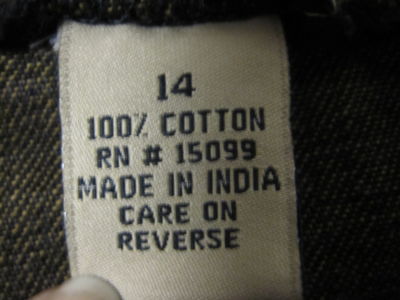 14
100% COTTON
RN # 15099
MADE IN INDIA
CARE ON
REVERSE